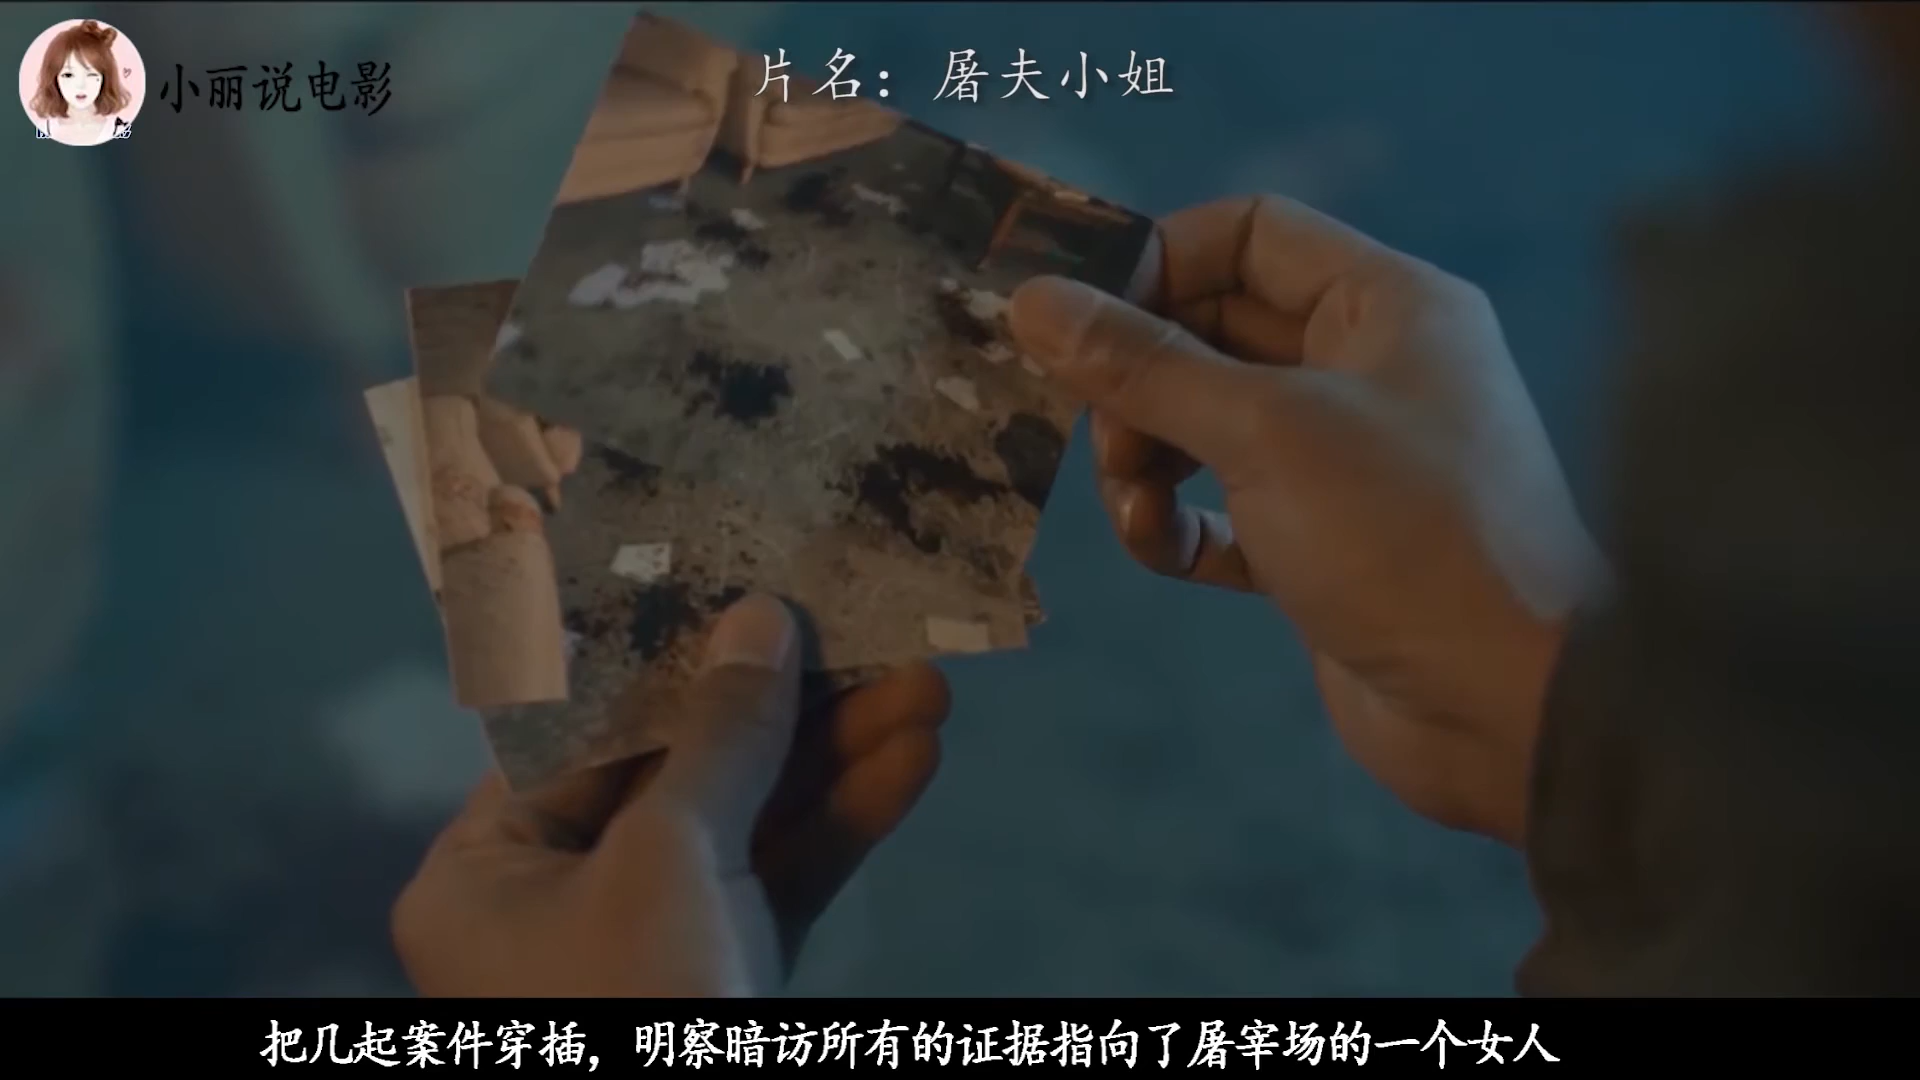 小丽说电影
片名：屠夫小姐
把几起案件穿插，明察暗访所有的证据指向了屠宰场的一个女人